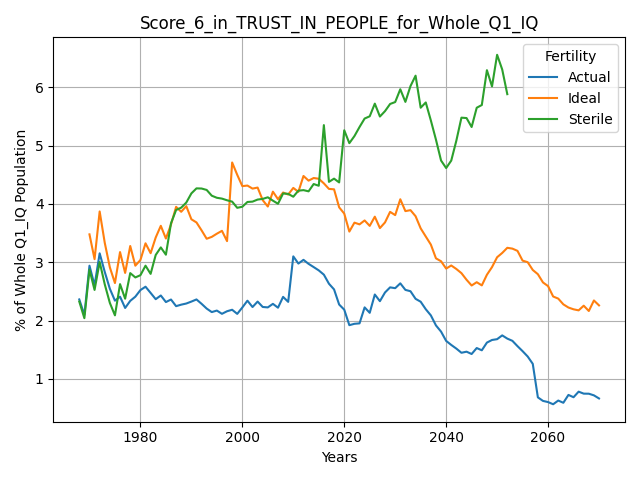 Score_6_in_TRUST_IN_PEOPLE_for_Whole_Q1_IQ
% of Whole Q1_IQ Population
6
5
4
3
2
1
Fertility
Actual
Ideal
Sterile
1980 2000 2020 2040 2060
Years